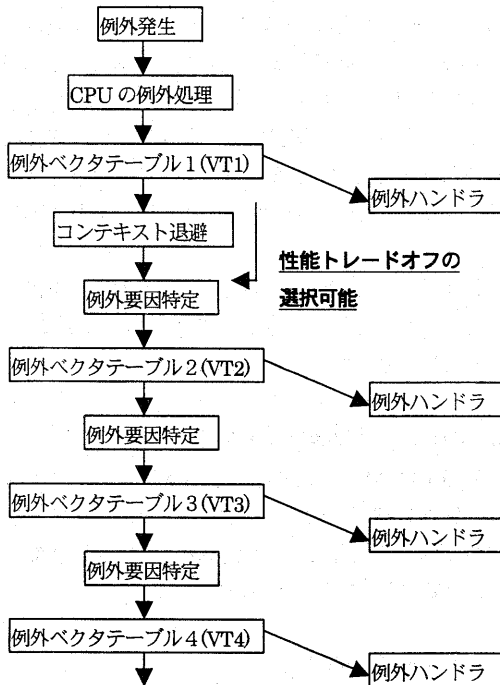 例外発生
CPUの例外処理
例外ベクタテーブル1(VT1)
例外ハンドラ
コンテキスト退避
性能トレードオフの
選択可能
例外要因特定
例外ベクタテーブル2(VT2)
例外ハンドラ
例外要因特定
例外ベクタテーブル3(VT3)
例外ハンドラ
例外要因特定
例外ベクタテーブル4(VT4)
例外ハンドラ